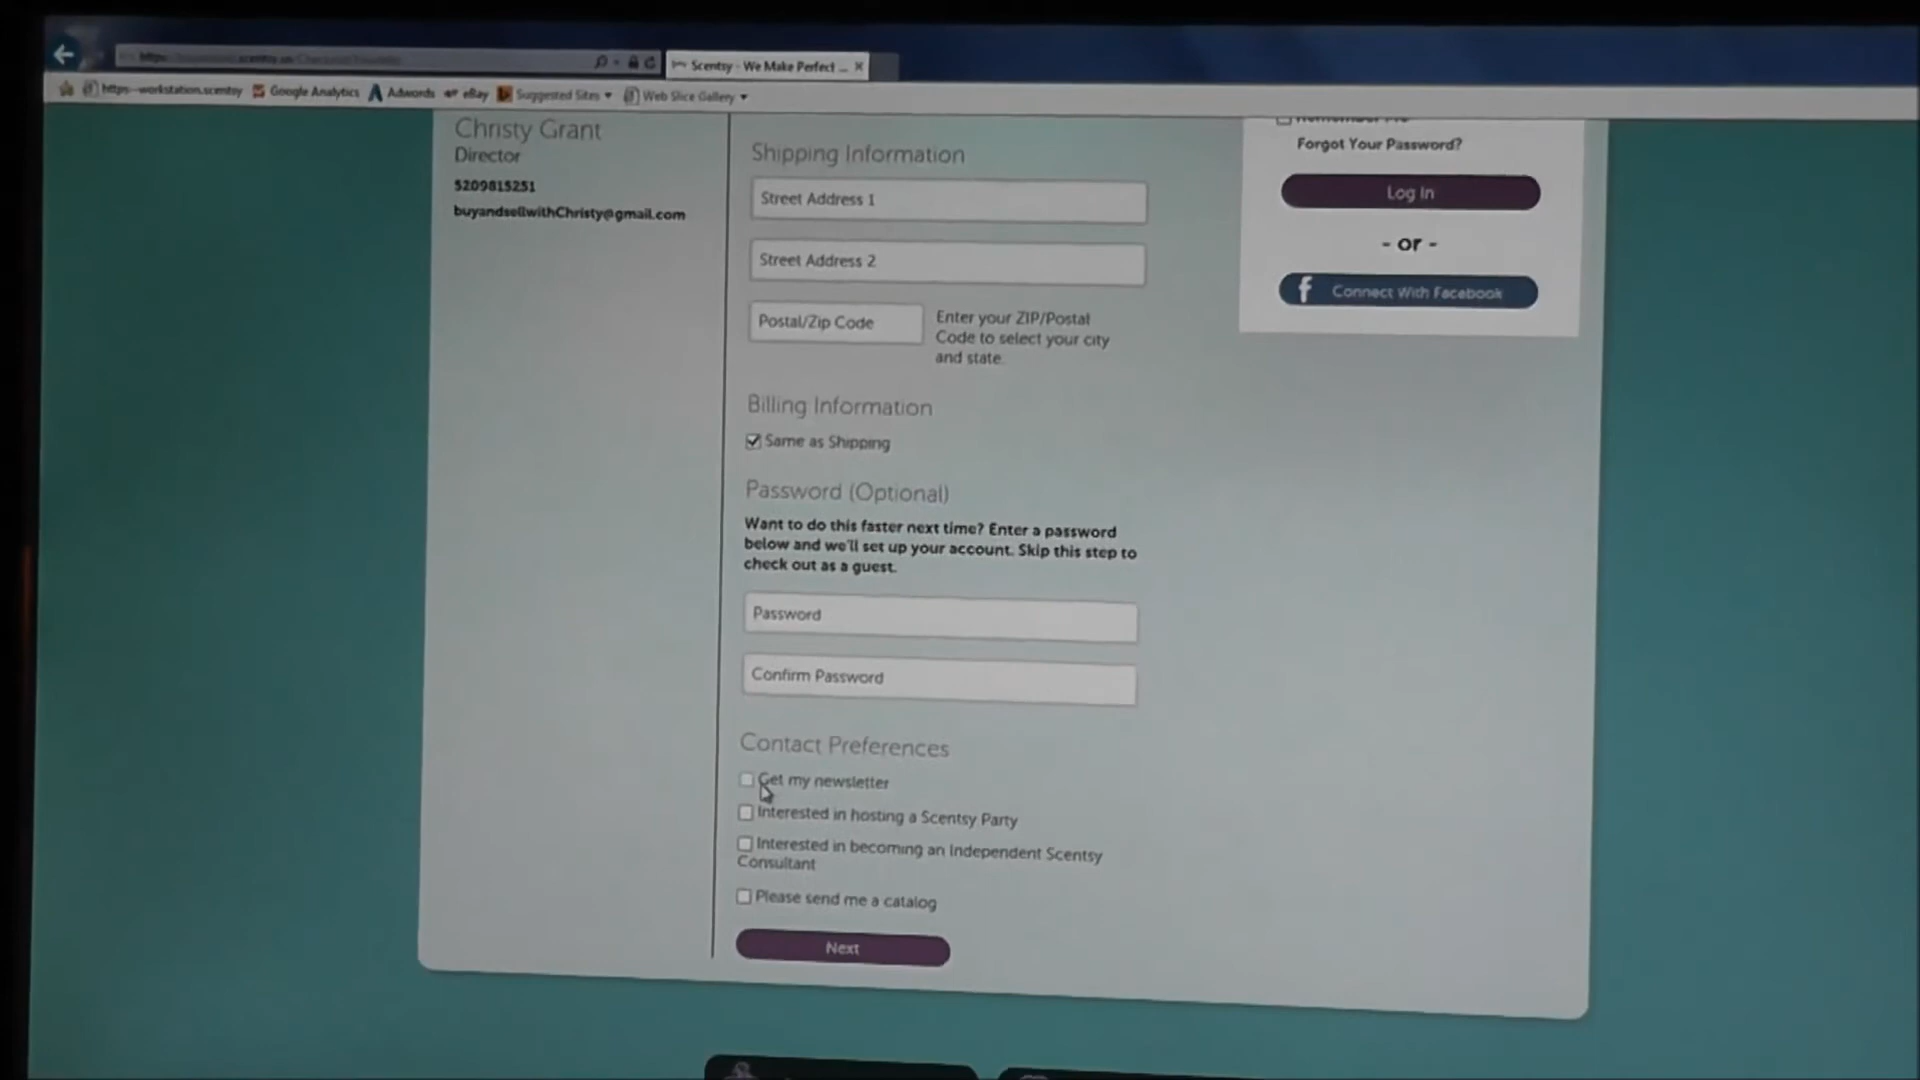 Scentsy - We Make Perfect ...
https--workstation.scentsy
Google Analytics
Adwords
eBay
Suggested Sites
Web Slice Gallery
Christy Grant
Director
5209815251
buyandsellwithChristy@gmail.com
Shipping Information
Street Address 1
Street Address 2
Postal/Zip Code
Enter your ZIP/Postal
Code to select your city
and state.
Billing Information
Same as Shipping
Password (Optional)
Want to do this faster next time? Enter a password
below and we'll set up your account. Skip this step to
check out as a guest.
Password
Confirm Password
Contact Preferences
Get my newsletter
Interested in hosting a Scentsy Party
Interested in becoming an Independent Scentsy
Consultant
Please send me a catalog
Next
Forgot Your Password?
Log In
- or -
f Connect With Facebook